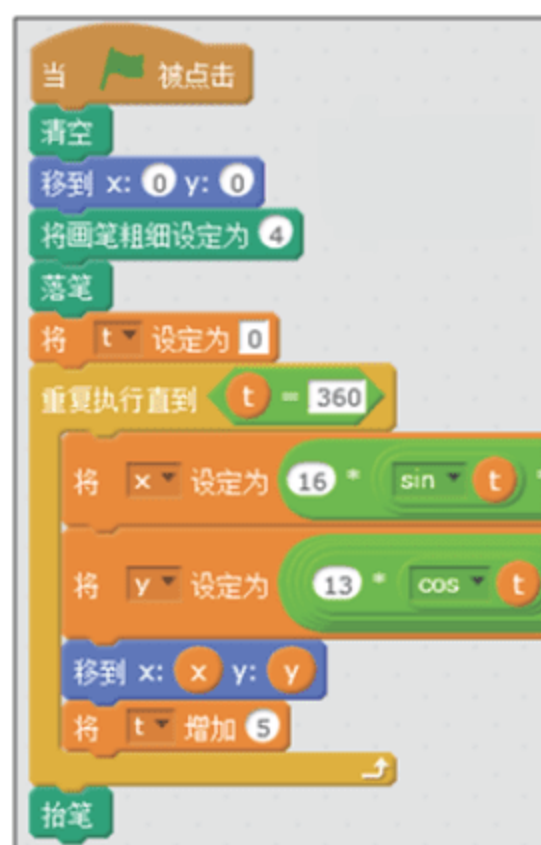 当 被点击
清空
移到 x: 0 y: 0
将画笔粗细设定为 4
落笔
将 t 设定为 0
重复执行直到 t = 360
将 x 设定为 16 * sin t
将 y 设定为 13 * cos t
移到 x: x y: y
将 t 增加 5
抬笔